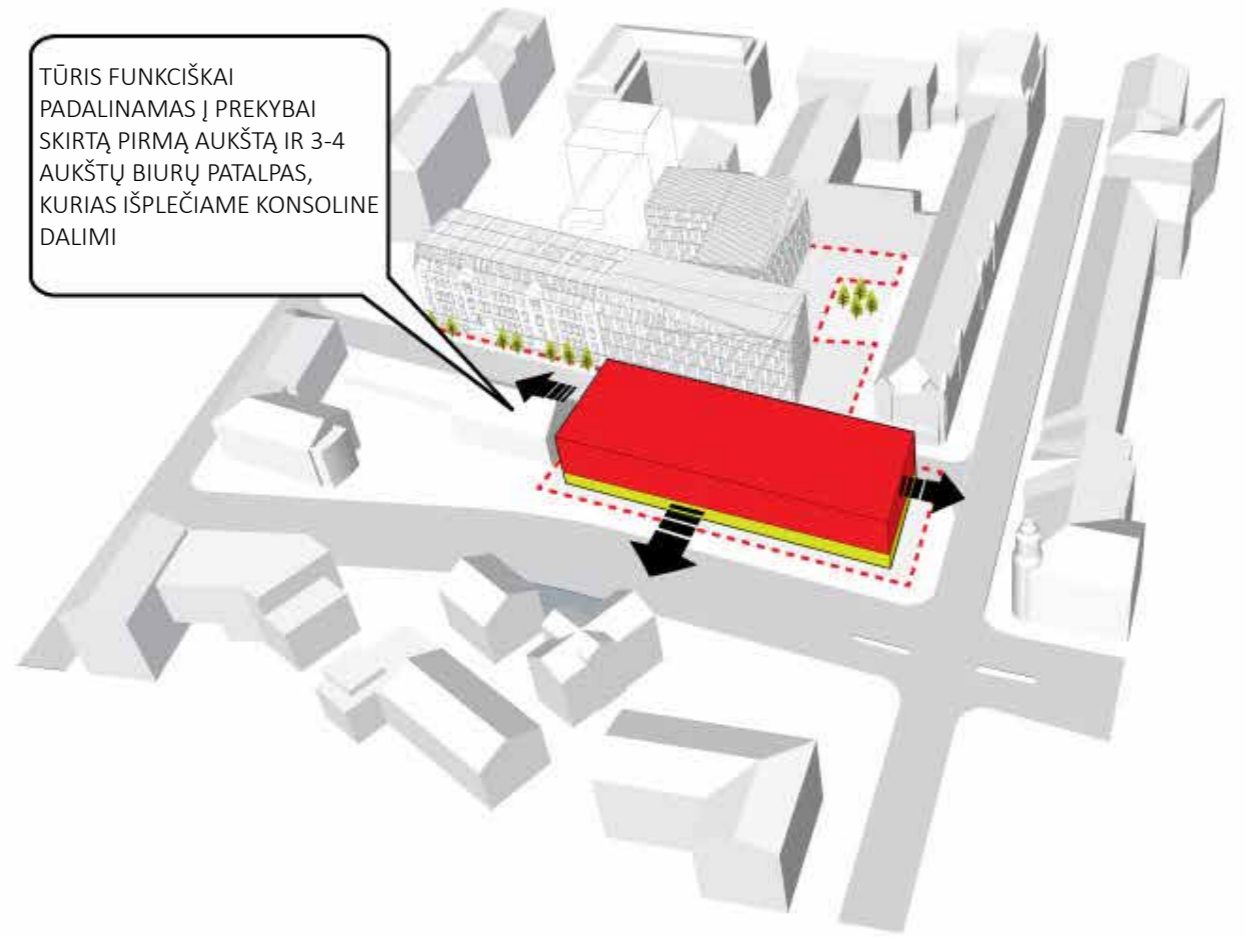 TŪRIS FUNKCIŠKAI
PADALINAMAS Į PREKYBAI
SKIRTĄ PIRMĄ AUKŠTĄ IR 3-4
AUKŠTŲ BIURŲ PATALPAS,
KURIAS IŠPLEČIAME KONSOLINE
DALIMI